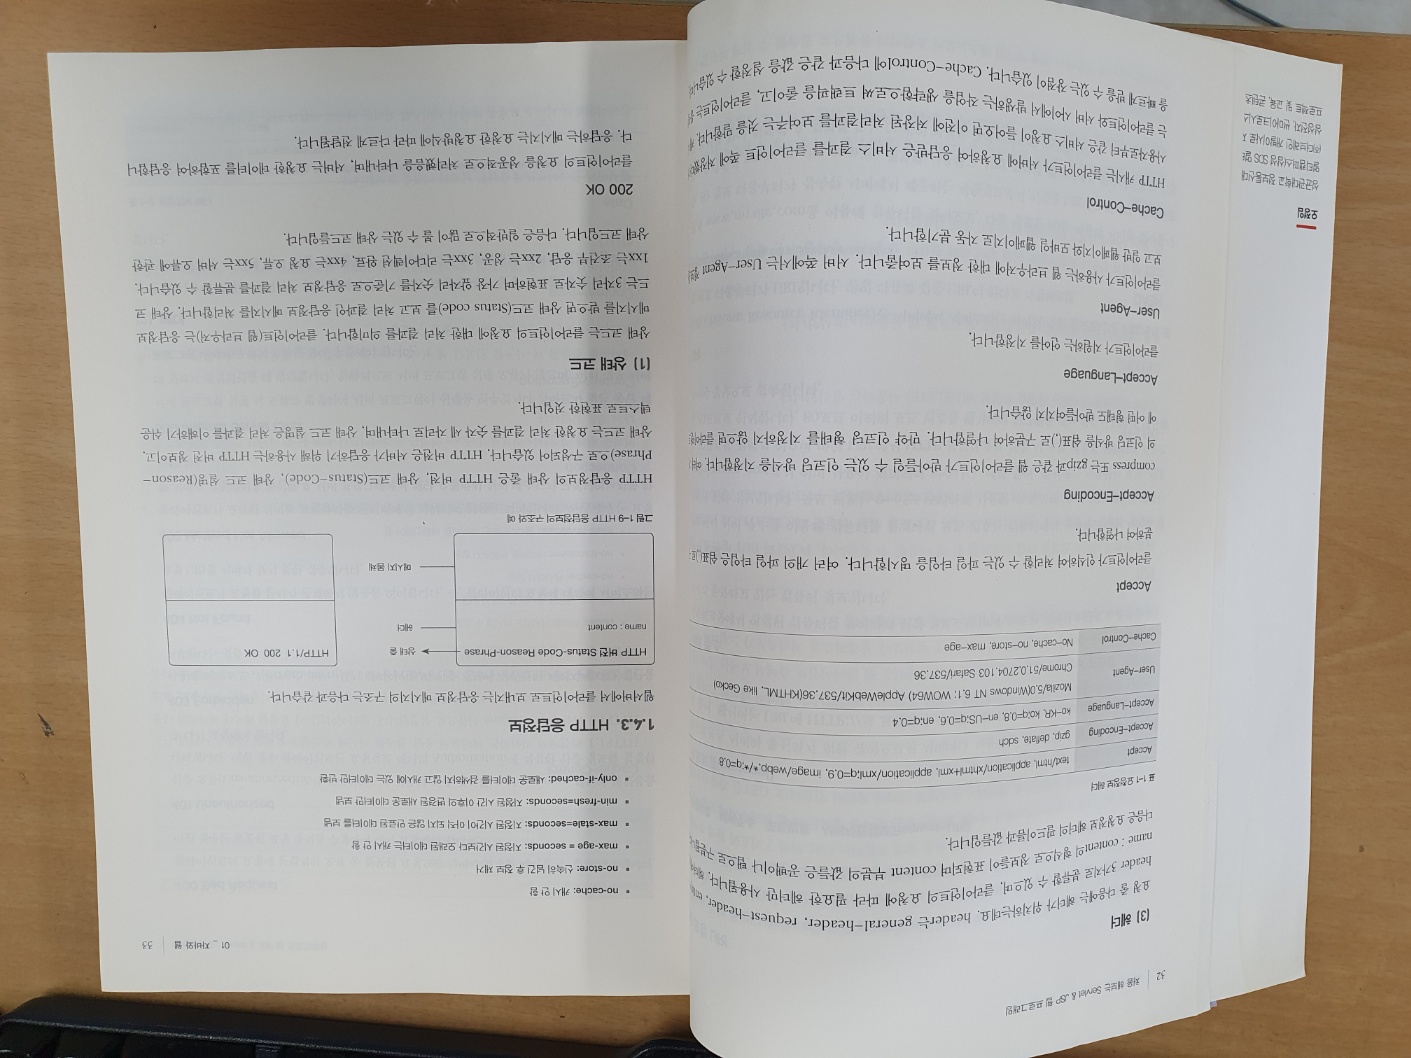 오정임
성균관대학교 정보통신대
멀티캠퍼스(삼성 SDS 멀
㈜더브레인 개발이사로
삼성전자, 썬마이크로시스
프로젝트 및 교육, 콘텐츠
32 처음 해보는 Servlet & JSP 웹 프로그래밍
(3) 헤더
요청 줄 다음에는 헤더가 위치하는데요. header는 general-header, request-header,
header 3가지로 분류할 수 있으며, 클라이언트의 요청에 따라 필요한 헤더만 사용됩니다.
name : content의 형식으로 정보들이 표현되며 content 부분의 값들은 공백이나 탭으로 구분됩니다.
다음은 요청정보 헤더의 필드이름과 값들입니다.
표 1-1 요청정보 헤더
Accept text/html, application/xhtml+xml, application/xml;q=0.9, image/webp,*/*;q=0.8
Accept-Encoding gzip, deflate, sdch
Accept-Language ko-KR, ko;q=0.8, en-US;q=0.6, en;q=0.4
User-Agent Mozilla/5.0(Windows NT 6.1; WOW64) AppleWebKit/537.36(KHTML, like Gecko)
Chrome/51.0.2704.103 Safari/537.36
Cache-Control No-cache, no-store, max-age
Accept
클라이언트가 인식하여 처리할 수 있는 파일 타입을 명시합니다. 여러 개의 파일 타입은 쉼표(,)로
분하여 나열합니다.
Accept-Encoding
compress 또는 gzip과 같은 웹 클라이언트가 받아들일 수 있는 인코딩 방식을 지정합니다. 여러
의 인코딩 방식을 쉼표(,)로 구분하여 나열합니다. 만약 인코딩 형태를 지정하지 않으면 클라이언트
에 어떤 형태도 받아들여지지 않습니다.
Accept-Language
클라이언트가 지원하는 언어를 지정합니다.
User-Agent
클라이언트가 사용하는 웹 브라우저에 대한 정보를 보여줍니다. 서버 쪽에서는 User-Agent 정보
보고 일반 웹페이지와 모바일 웹페이지로 자동 분기합니다.
Cache-Control
HTTP 캐시는 클라이언트가 서버에 요청하여 응답받은 서비스 결과를 클라이언트 쪽에 저장했다가
사용자로부터 같은 서비스 요청이 들어오면 이전에 저장된 처리결과를 보여주는 것을 말합니다.
는 클라이언트와 서버 사이에서 발생하는 작업을 생략함으로써 트랙픽을 줄이고, 클라이언트는
을 빠르게 받을 수 있는 장점이 있습니다. Cache-Control에 다음과 같은 값을 설정할 수 있습니다.
01 _ 자바와 웹 33
• no-cache: 캐시 안 함
• no-store: 신속히 넘긴 후 정보 제거
• max-age = seconds: 지정된 시간보다 오래된 데이터는 캐시 안 함
• max-stale=seconds: 지정된 시간이 아직 되지 않은 만료된 데이터를 보냄
• min-fresh=seconds: 지정된 시간 이후의 변경된 새로운 데이터만 보냄
• only-if-cached: 새로운 데이터를 검색하지 않고 캐시에 있는 데이터만 반환
1.4.3. HTTP 응답정보
웹서버에서 클라이언트로 보내지는 응답정보 메시지의 구조는 다음과 같습니다.
HTTP 버전 Status-Code Reason-Phrase 상태 줄 HTTP/1.1 200 OK
name : content 헤더
메시지 몸체
그림 1-9 HTTP 응답정보의 구조와 예
HTTP 응답정보의 상태 줄은 HTTP 버전, 상태 코드(Status-Code), 상태 코드 설명(Reason-
Phrase)으로 구성되어 있습니다. HTTP 버전은 서버가 응답하기 위해 사용하는 HTTP 버전 정보이고,
상태 코드는 요청한 처리 결과를 숫자 세 자리로 나타내며, 상태 코드 설명은 처리 결과를 이해하기 쉬운
텍스트로 표현한 것입니다.
(1) 상태 코드
상태 코드는 클라이언트의 요청에 대한 처리 결과를 의미합니다. 클라이언트(웹 브라우저)는 응답정보
메시지를 받으면 상태 코드(Status code)를 보고 처리 결과인 응답정보 메시지를 처리합니다. 상태 코
드는 3자리 숫자로 표현하며 가장 앞자리 숫자를 기준으로 응답정보 처리 결과를 분류할 수 있습니다.
1xx는 조건부 응답, 2xx는 성공, 3xx는 리다이렉션 완료, 4xx는 요청 오류, 5xx는 서버 오류에 관한
상태 코드입니다. 다음은 일반적으로 많이 볼 수 있는 상태 코드들입니다.
200 OK
클라이언트의 요청을 성공적으로 처리했음을 나타내며, 서버는 요청한 데이터를 포함하여 응답합니
다. 응답하는 메시지는 요청한 요청방식에 따라 다르게 전달됩니다.